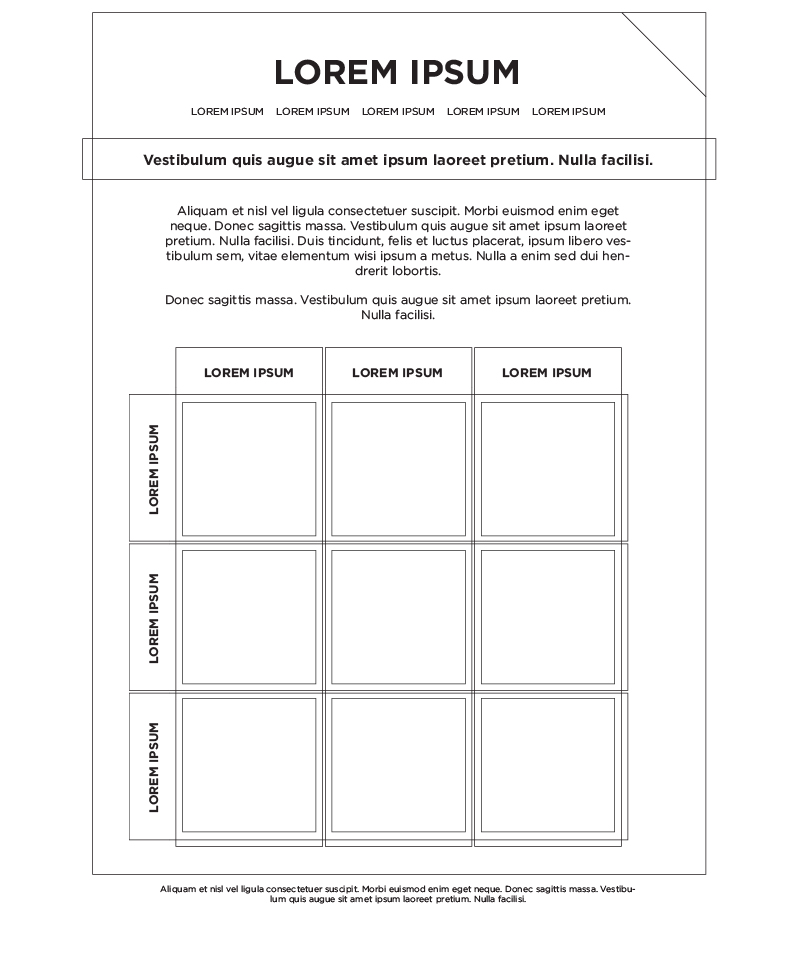 LOREM IPSUM
LOREM IPSUM LOREM IPSUM LOREM IPSUM LOREM IPSUM LOREM IPSUM
Vestibulum quis augue sit amet ipsum laoreet pretium. Nulla facilisi.
Aliquam et nisl vel ligula consectetuer suscipit. Morbi euismod enim eget
neque. Donec sagittis massa. Vestibulum quis augue sit amet ipsum laoreet
pretium. Nulla facilisi. Duis tincidunt, felis et luctus placerat, ipsum libero ves-
tibulum sem, vitae elementum wisi ipsum a metus. Nulla a enim sed dui hen-
drerit lobortis.
Donec sagittis massa. Vestibulum quis augue sit amet ipsum laoreet pretium.
Nulla facilisi.
LOREM IPSUM LOREM IPSUM LOREM IPSUM
LOREM IPSUM
LOREM IPSUM
LOREM IPSUM
Aliquam et nisl vel ligula consectetuer suscipit. Morbi euismod enim eget neque. Donec sagittis massa. Vestibu-
lum quis augue sit amet ipsum laoreet pretium. Nulla facilisi.